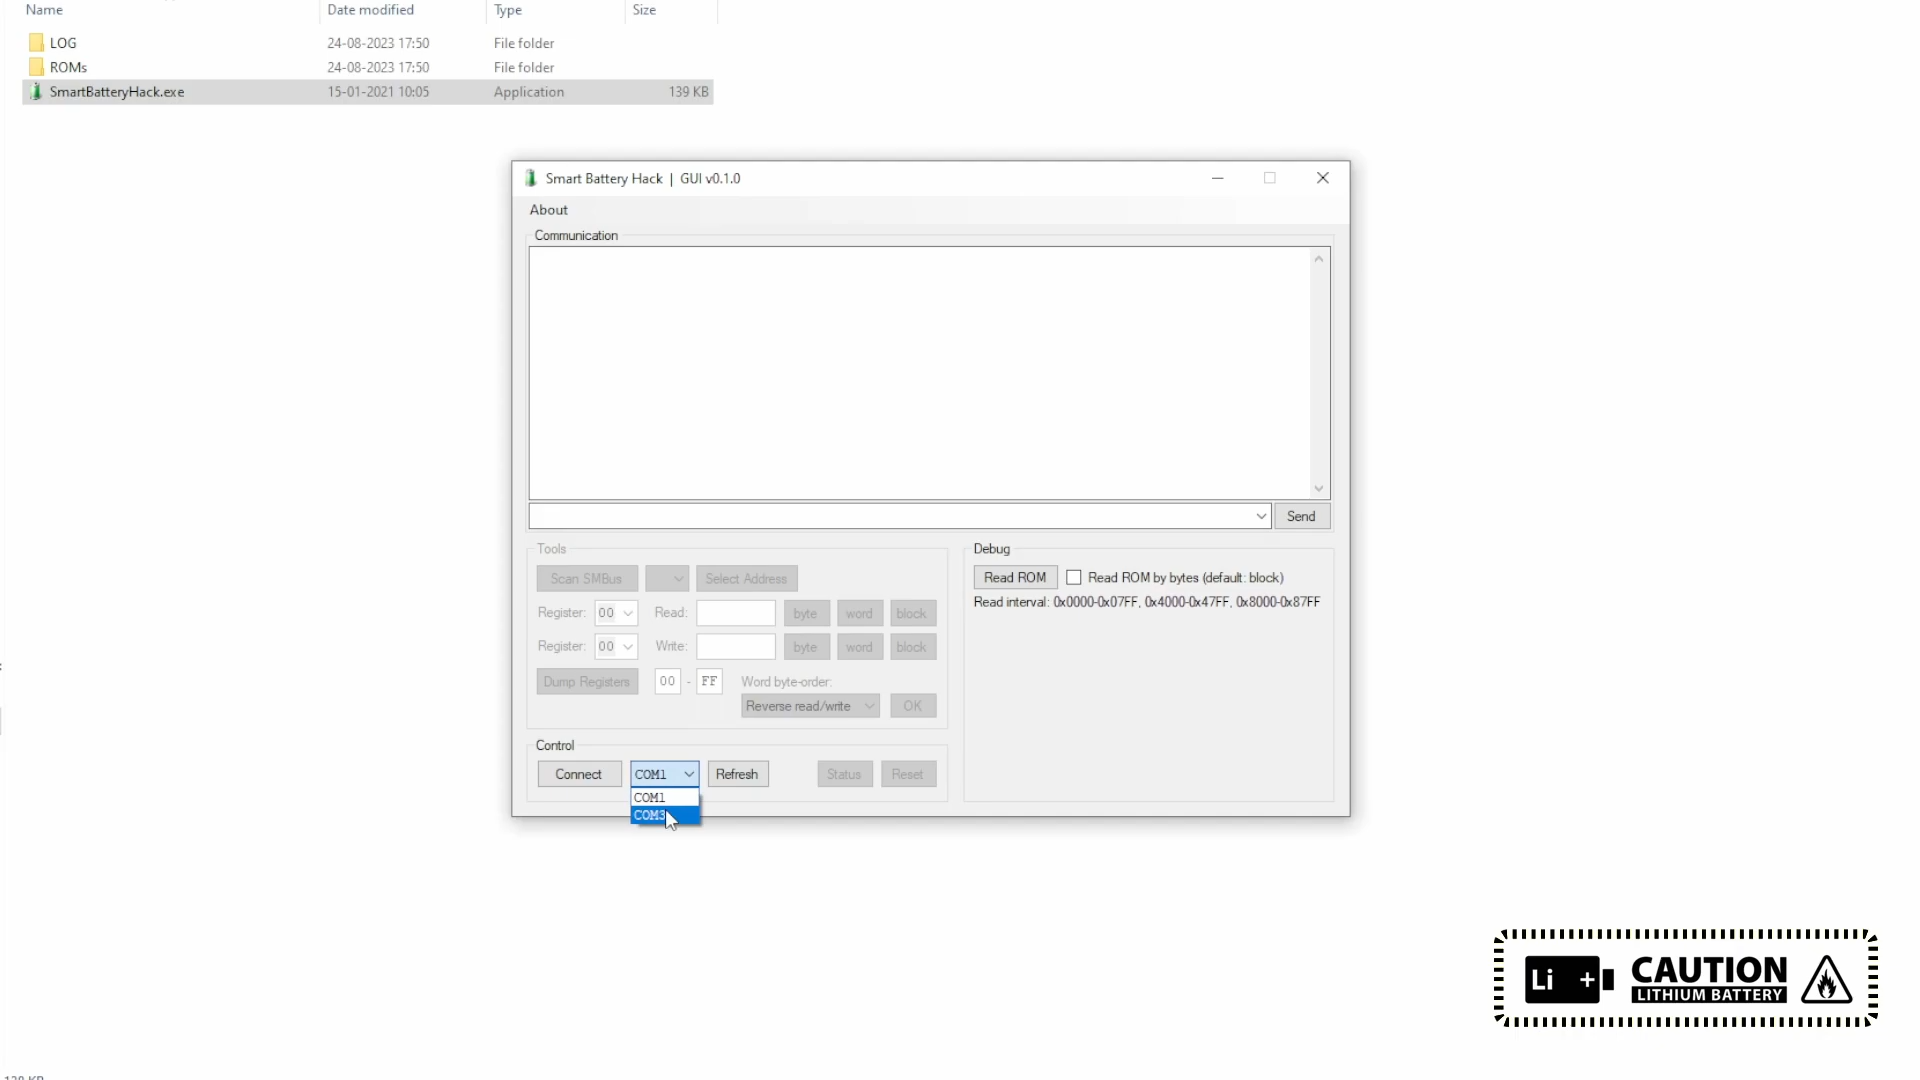 Name Date modified Type Size
LOG 24-08-2023 17:50 File folder
ROMs 24-08-2023 17:50 File folder
SmartBatteryHack.exe 15-01-2021 10:05 Application 139 KB
Smart Battery Hack | GUI v0.1.0
About
Communication
Send
Tools
Scan SMBus Select Address
Register: 00 Read: byte word block
Register: 00 Write: byte word block
Dump Registers 00 - FF Word byte-order:
Reverse read/write OK
Debug
Read ROM Read ROM by bytes (default: block)
Read interval: 0x0000-0x07FF, 0x4000-0x47FF, 0x8000-0x87FF
Control
Connect COM1 Refresh Status Reset
COM1
COM3
Li + CAUTION
LITHIUM BATTERY